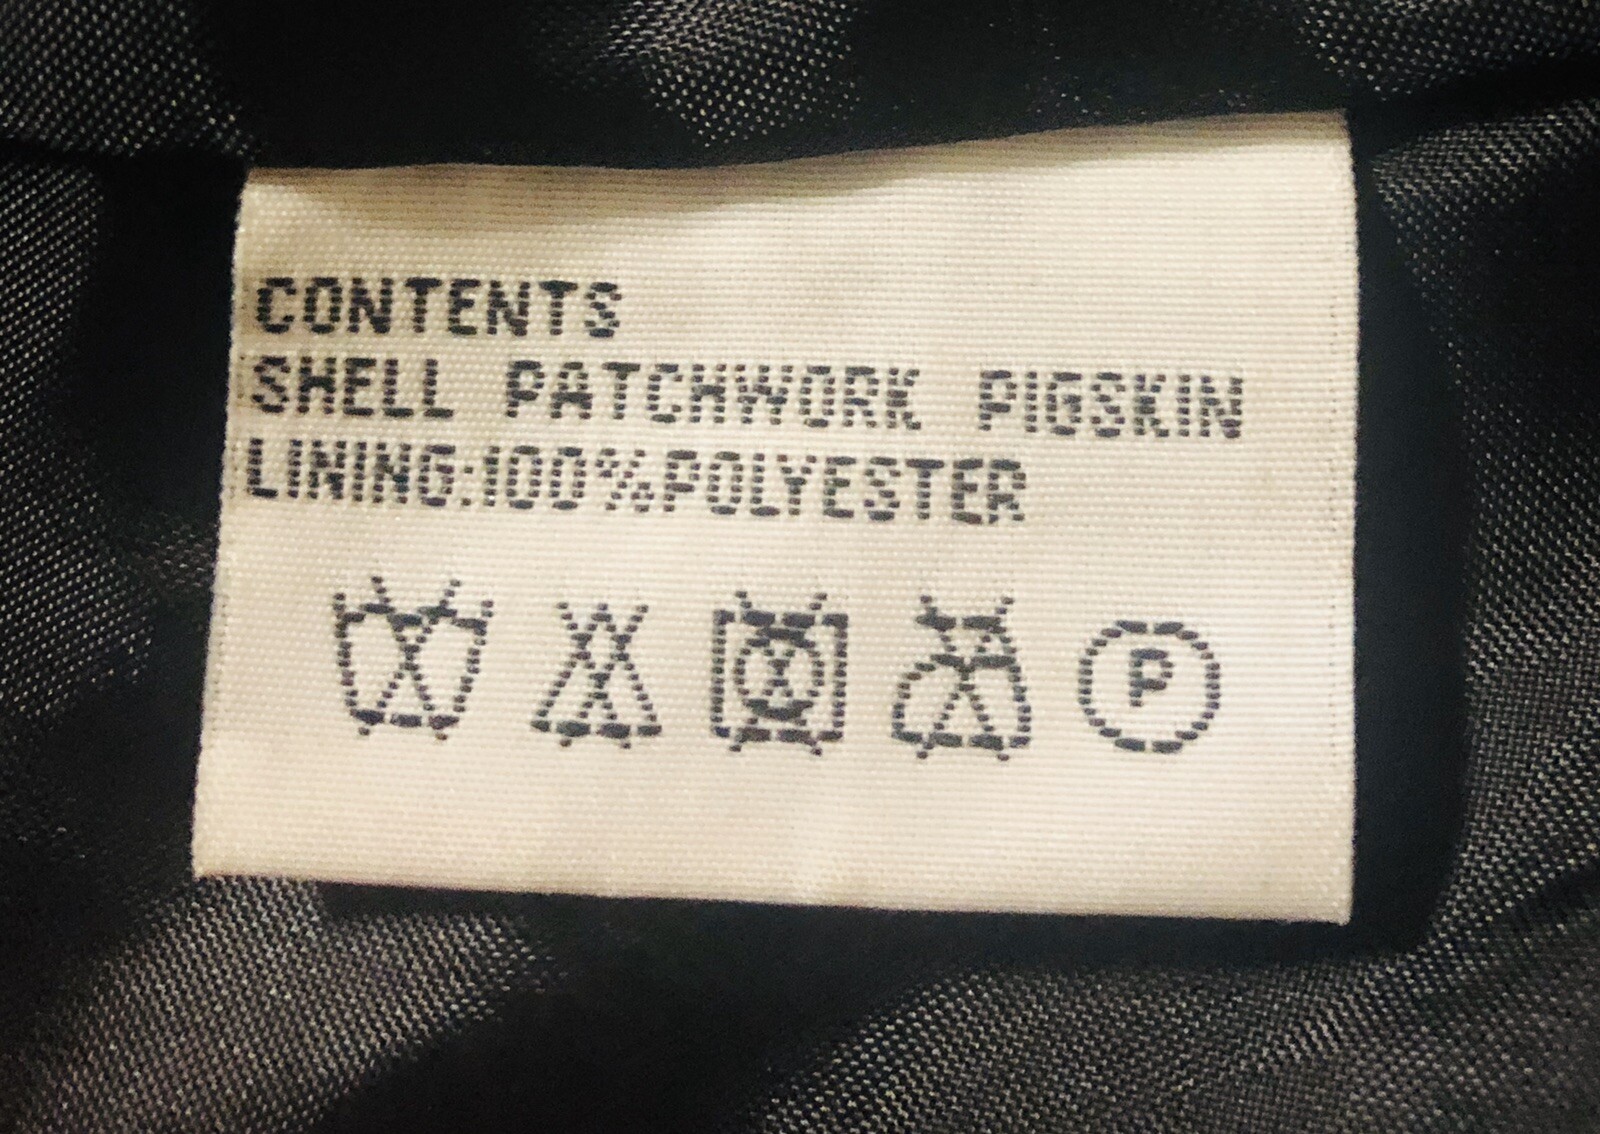 CONTENTS
SHELL PATCHWORK PIGSKIN
LINING:100%POLYESTER
P